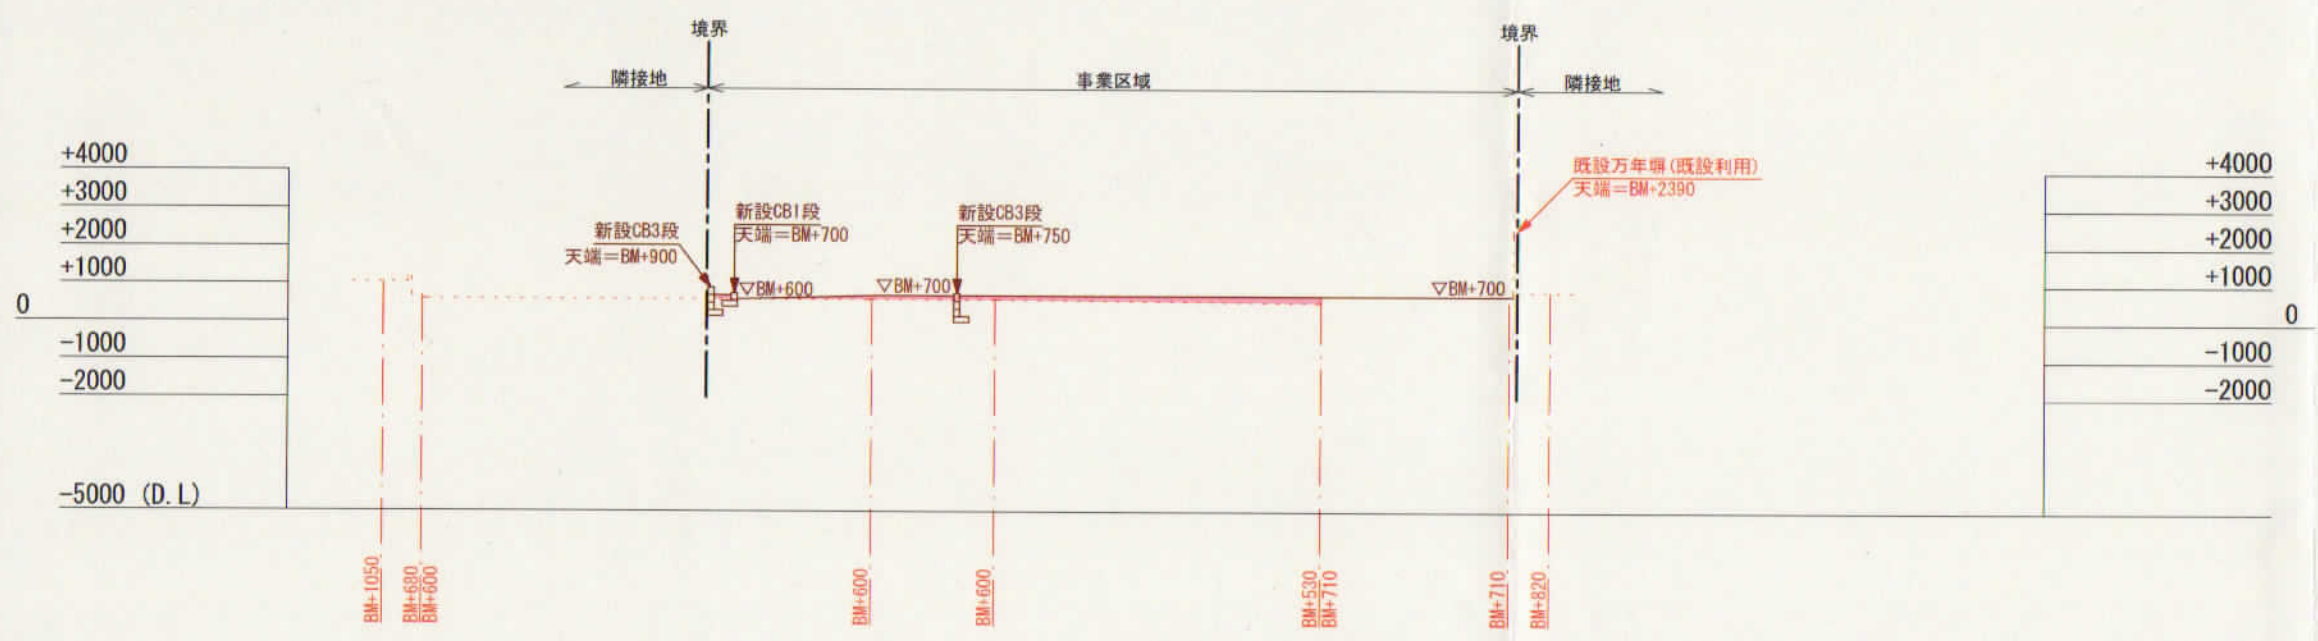 境界
境界
隣接地
事業区域
隣接地
+4000
+3000
+2000
+1000
0
-1000
-2000
-5000 (D.L)
新設CB3段
天端=BM+900
新設CB1段
天端=BM+700
新設CB3段
天端=BM+750
▽BM+600
▽BM+700
▽BM+700
既設万年塀(既設利用)
天端=BM+2390
+4000
+3000
+2000
+1000
0
-1000
-2000
BM+1050
BM+680
BM+600
BM+600
BM+600
BM+530
BM+710
BM+710
BM+820